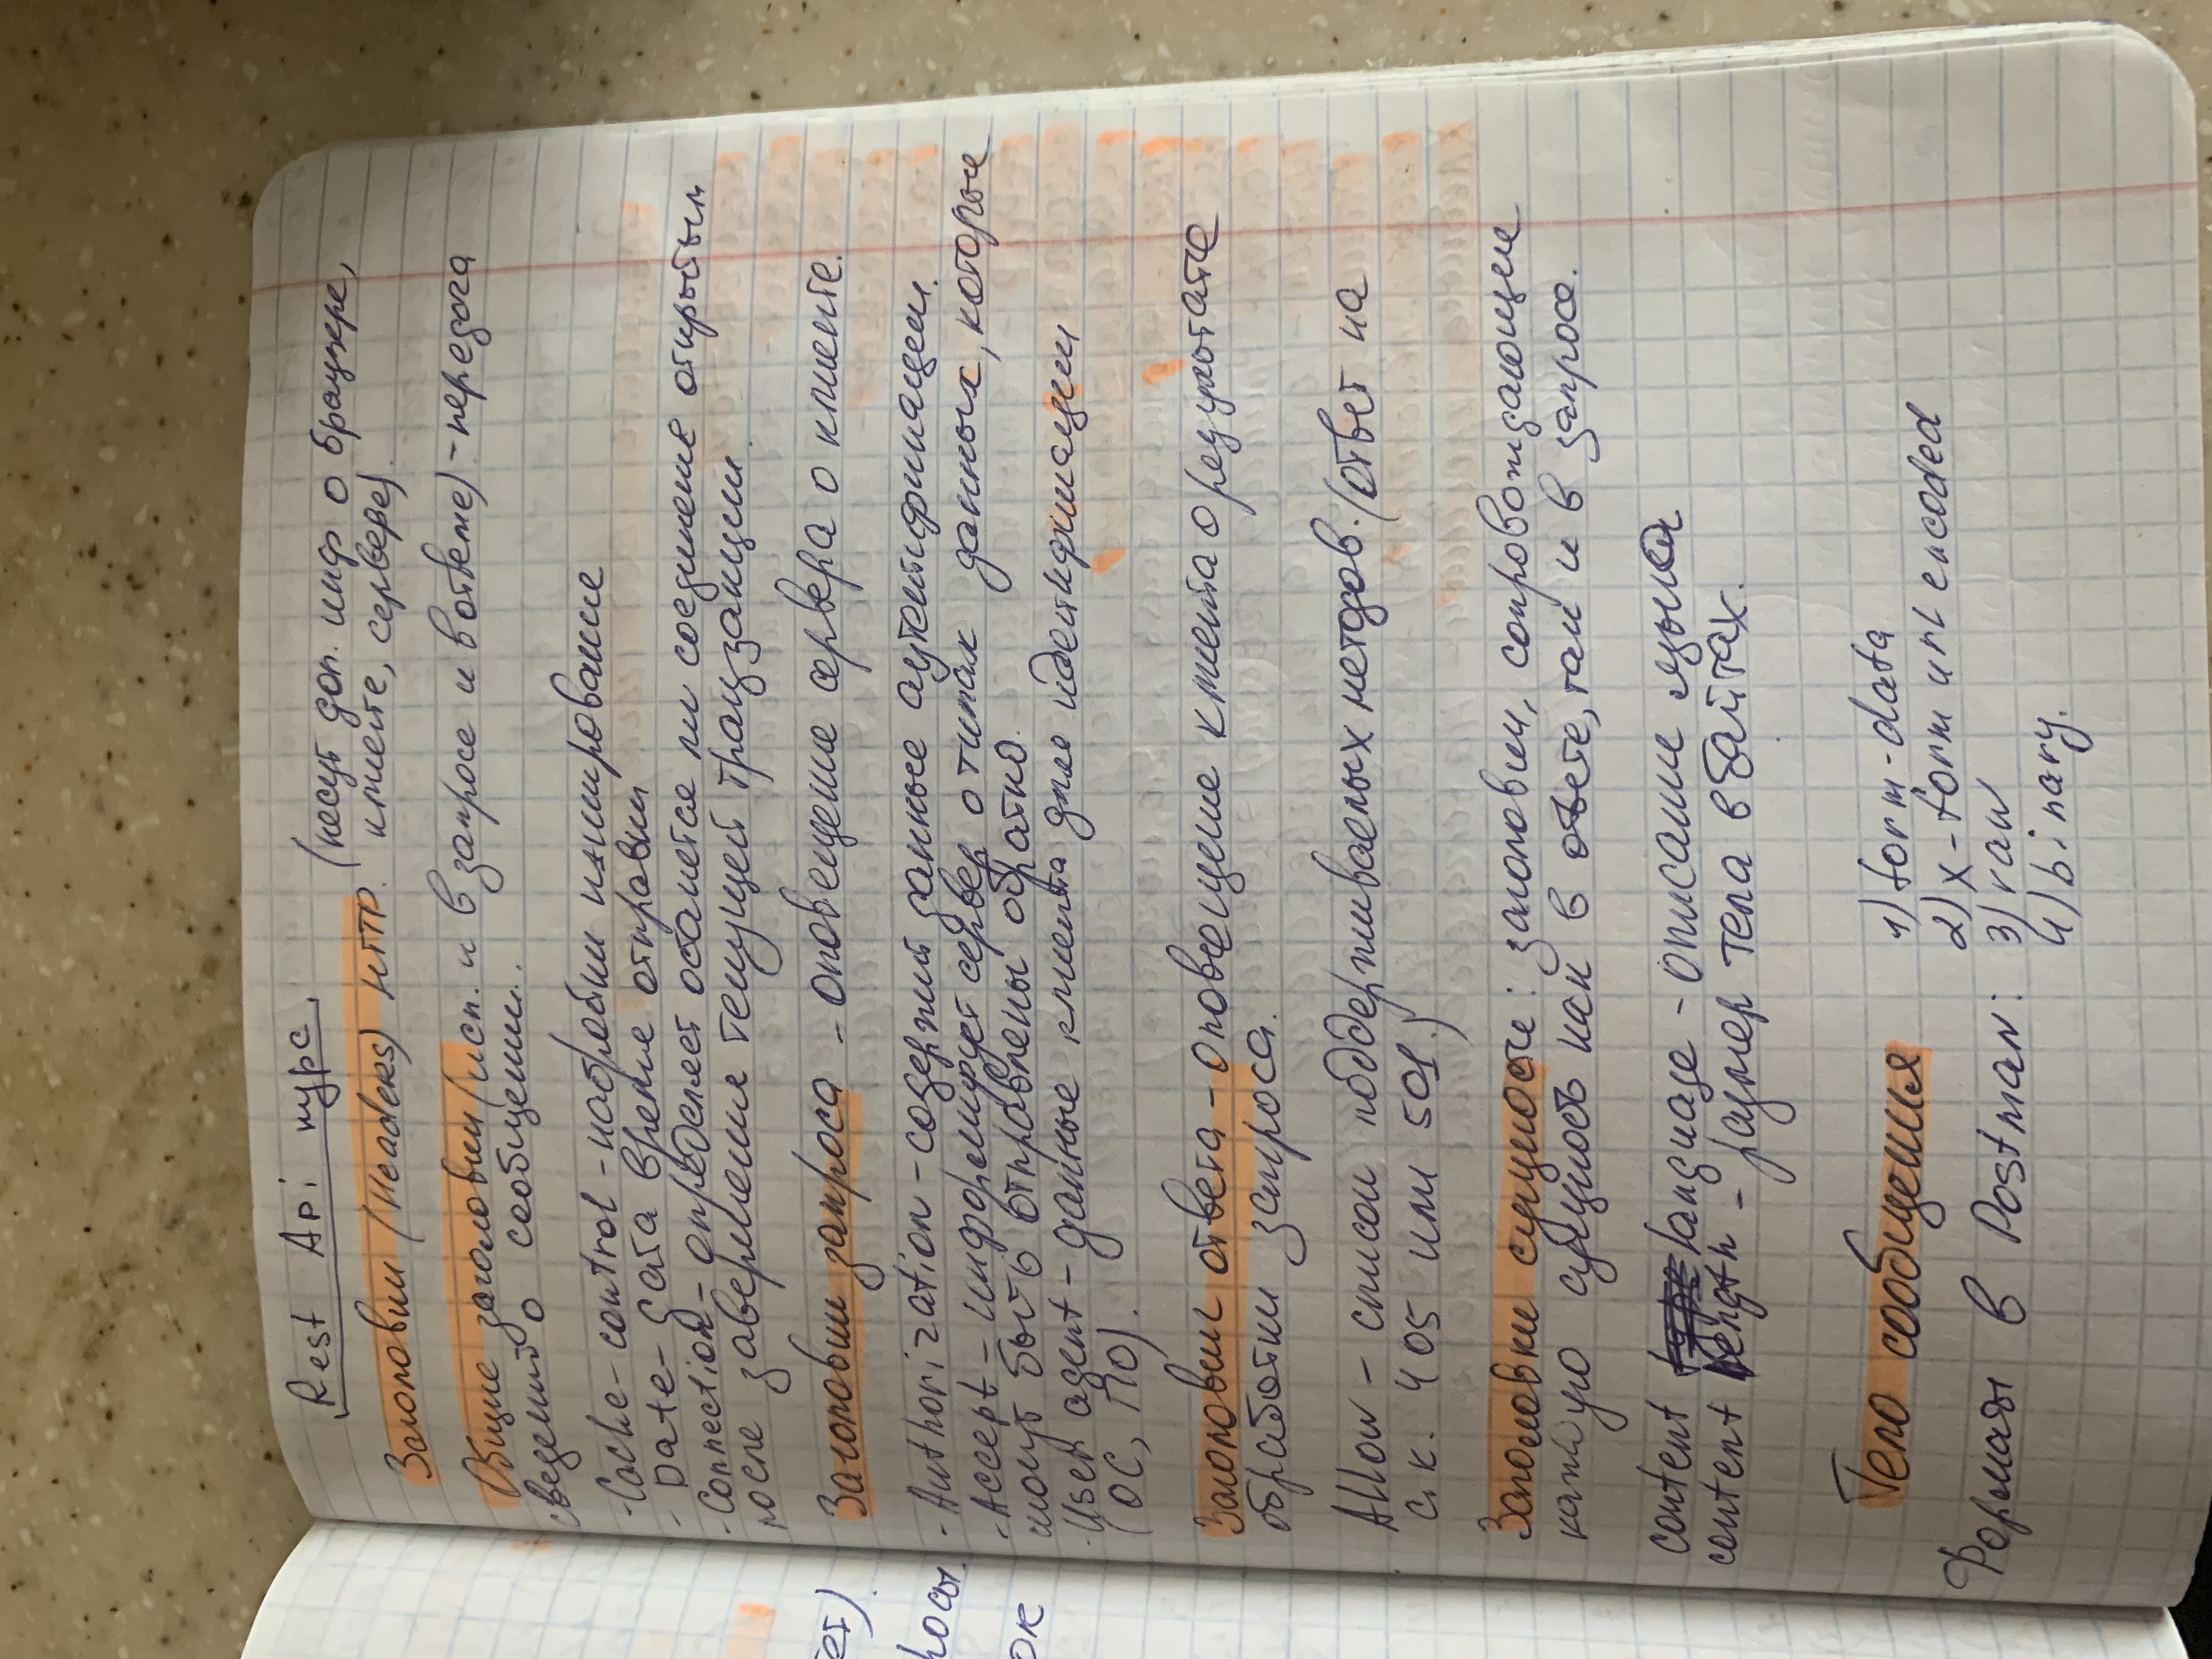 Rest Api курс.
(несут доп. инф о браузере,
Заголовки (Headers) HTTP. клиенте, сервере).
Общие заголовки (исп. и в запросе и в ответе) - передача
сведений о сообщении.
- Cache-control - настройки кэширование
- Date - дата время отправки
- Connection - определяет останется ли соединение открытым
после завершения текущей транззакции.
Заголовки запроса - оповещение сервера о клиенте.
- Authorization - содержит данные аутентификации.
- Accept - информирует сервер о типах данных, которые
могут быть отправлены обратно.
- User agent - данные клиента для идентификации
(ОС, ПО).
Заголовки ответа - оповещение клиента о результате
обработки запроса.
Allow - список поддерживаемых методов. (ответ на
с.к. 405 или 501.)
Заголовки сущности: заголовки, сопровождающие
каждую сущность как в ответе, так и в запросе.
content language - описание языка
content length - размер тела в байтах.
Тело сообщения 1) form-data
2) x-form url encoded
Форматы в Postman: 3) raw
4) binary.
ет).
ок